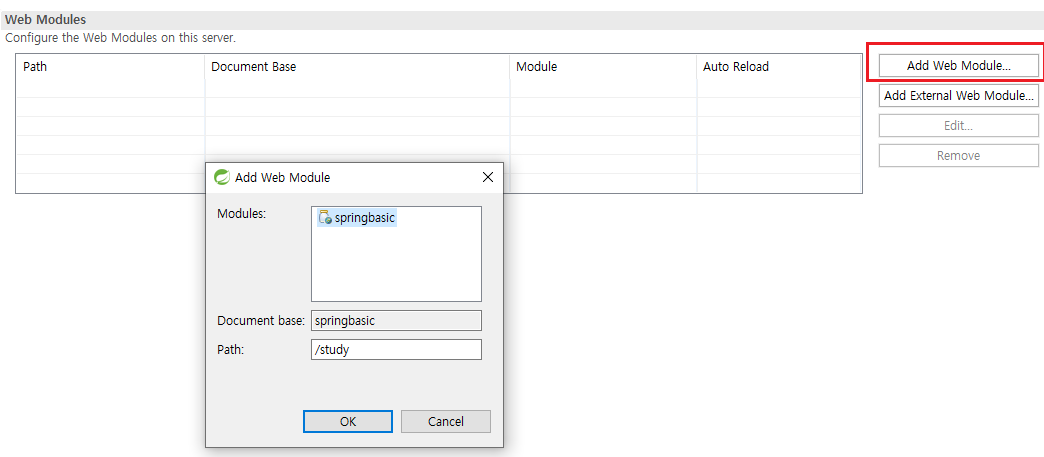 Web Modules
Configure the Web Modules on this server.
Path Document Base Module Auto Reload
Add Web Module...
Add External Web Module...
Edit...
Remove
Add Web Module
Modules:
springbasic
Document base: springbasic
Path: /study
OK Cancel